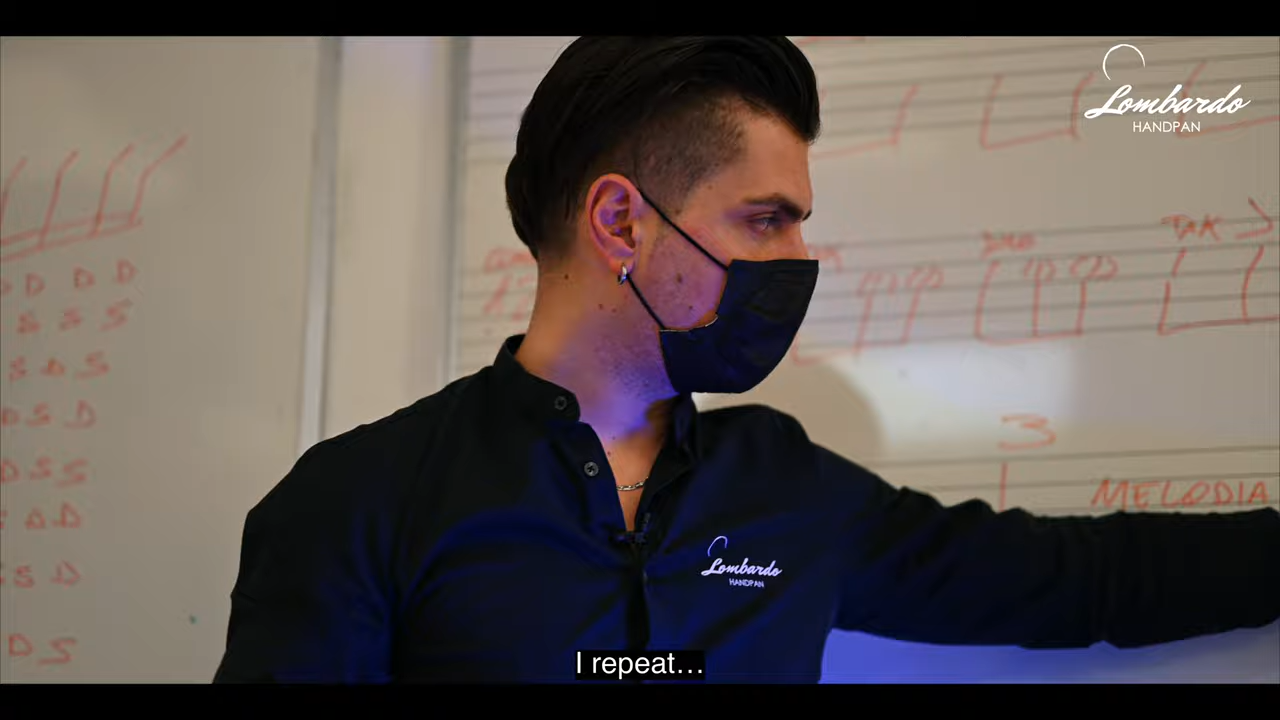 Lombardo
HANDPAN
TAK
D D D D
S S S
S D S
D S D
D S S
D D
S D
D S
3
MELODIA
Lombardo
HANDPAN
I repeat...